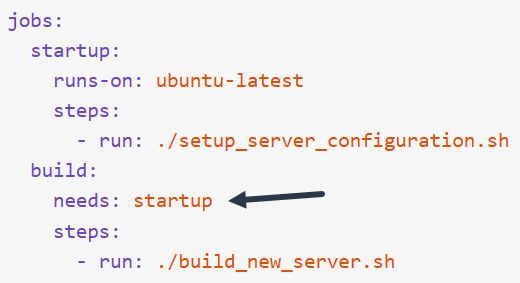 jobs:
  startup:
    runs-on: ubuntu-latest
    steps:
      - run: ./setup_server_configuration.sh
  build:
    needs: startup
    steps:
      - run: ./build_new_server.sh